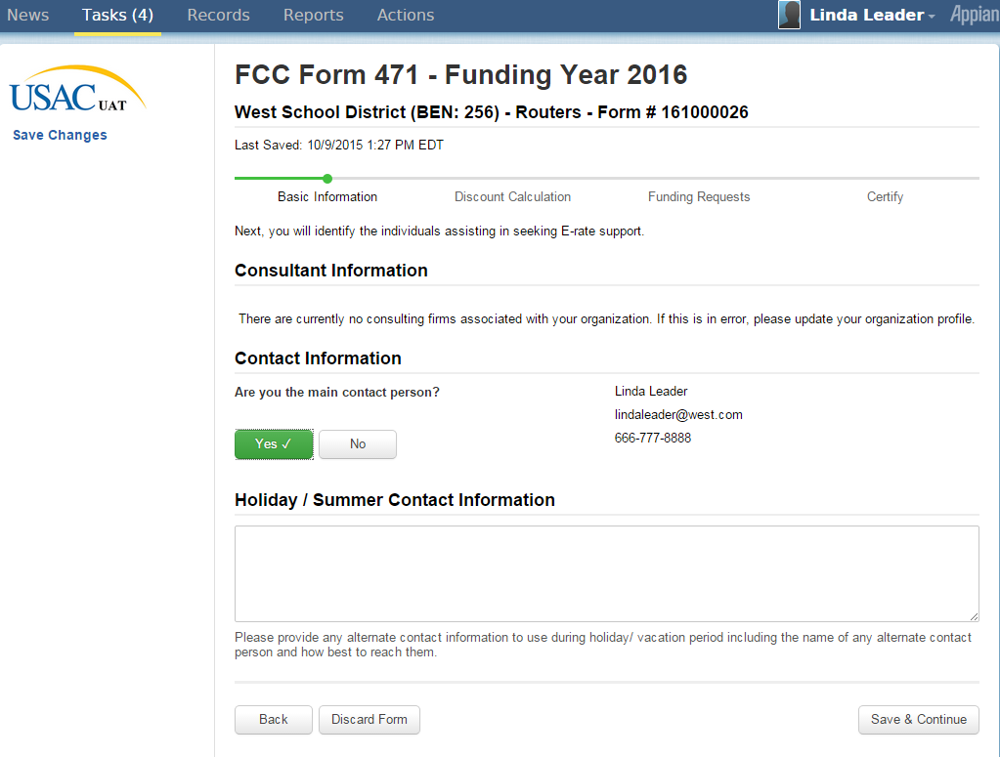 News Tasks (4) Records Reports Actions Linda Leader Appian
USAC UAT
Save Changes
FCC Form 471 - Funding Year 2016
West School District (BEN: 256) - Routers - Form # 161000026
Last Saved: 10/9/2015 1:27 PM EDT
Basic Information Discount Calculation Funding Requests Certify
Next, you will identify the individuals assisting in seeking E-rate support.
Consultant Information
There are currently no consulting firms associated with your organization. If this is in error, please update your organization profile.
Contact Information
Are you the main contact person?
Yes ✓ No
Linda Leader
lindaleader@west.com
666-777-8888
Holiday / Summer Contact Information
Please provide any alternate contact information to use during holiday/ vacation period including the name of any alternate contact
person and how best to reach them.
Back Discard Form Save & Continue